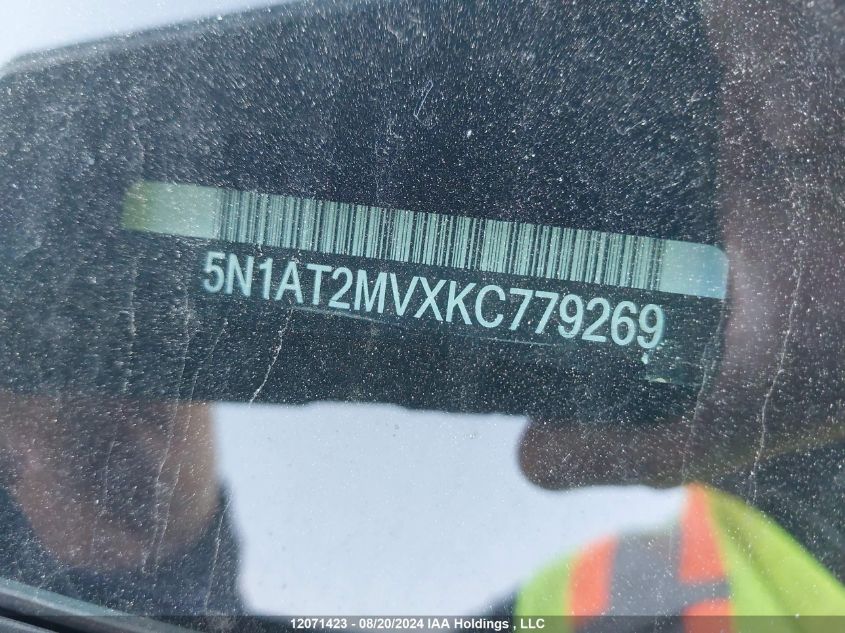 5N1AT2MVXKC779269
12071423 - 08/20/2024 IAA Holdings , LLC